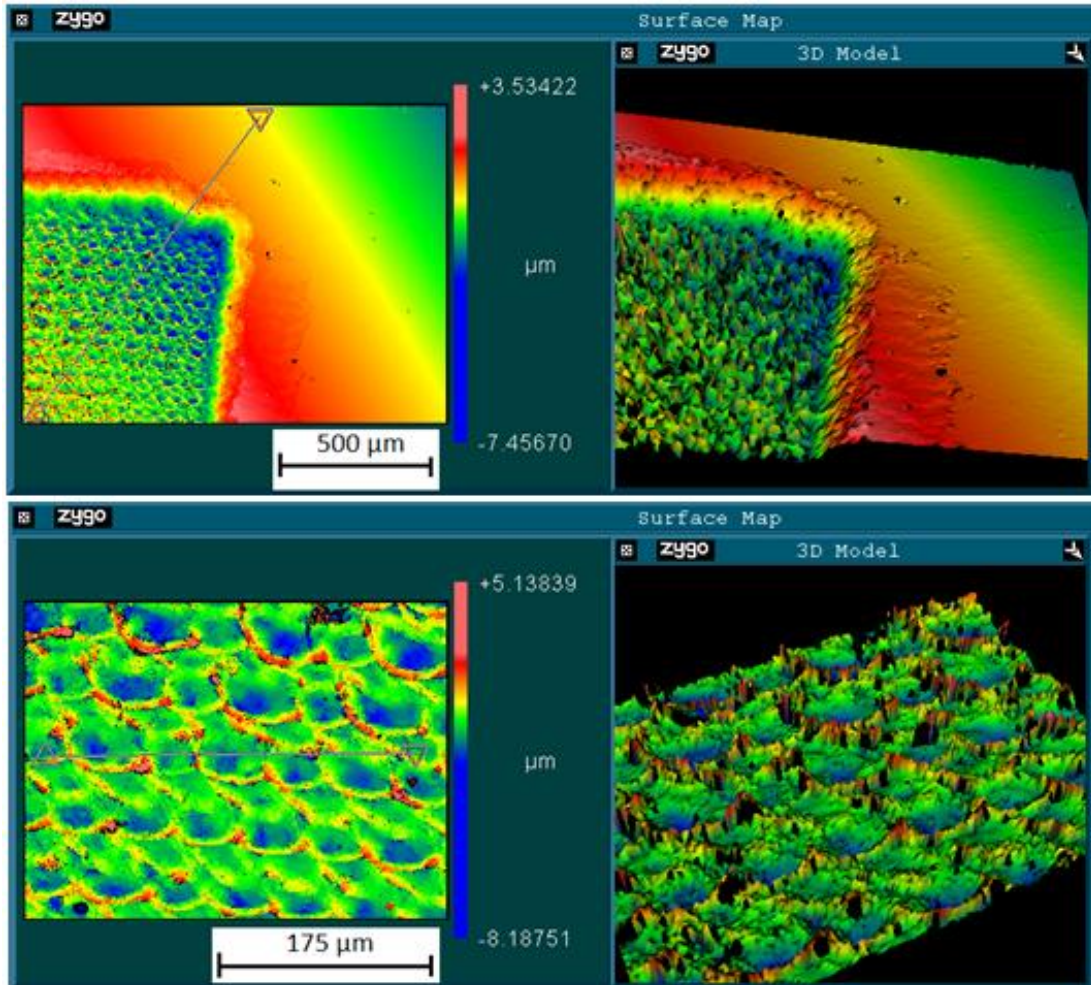 zygo
Surface Map
zygo
3D Model
+3.53422
µm
-7.45670
500 µm
zygo
Surface Map
zygo
3D Model
+5.13839
µm
-8.18751
175 µm